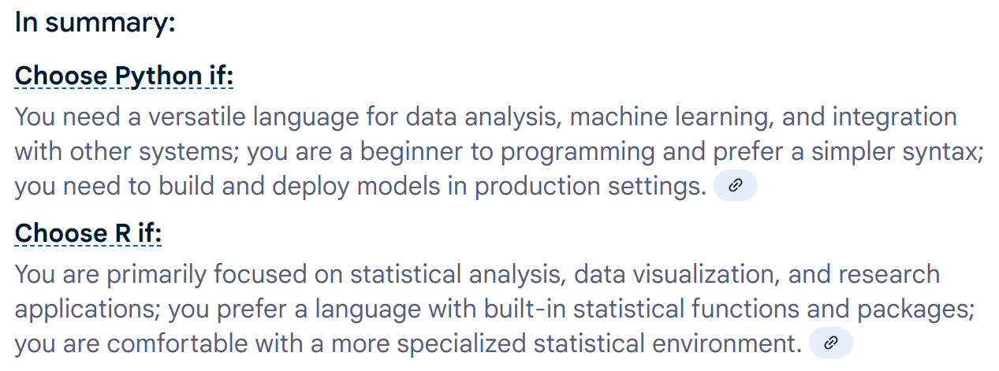 In summary:
Choose Python if:
You need a versatile language for data analysis, machine learning, and integration
with other systems; you are a beginner to programming and prefer a simpler syntax;
you need to build and deploy models in production settings.
Choose R if:
You are primarily focused on statistical analysis, data visualization, and research
applications; you prefer a language with built-in statistical functions and packages;
you are comfortable with a more specialized statistical environment.